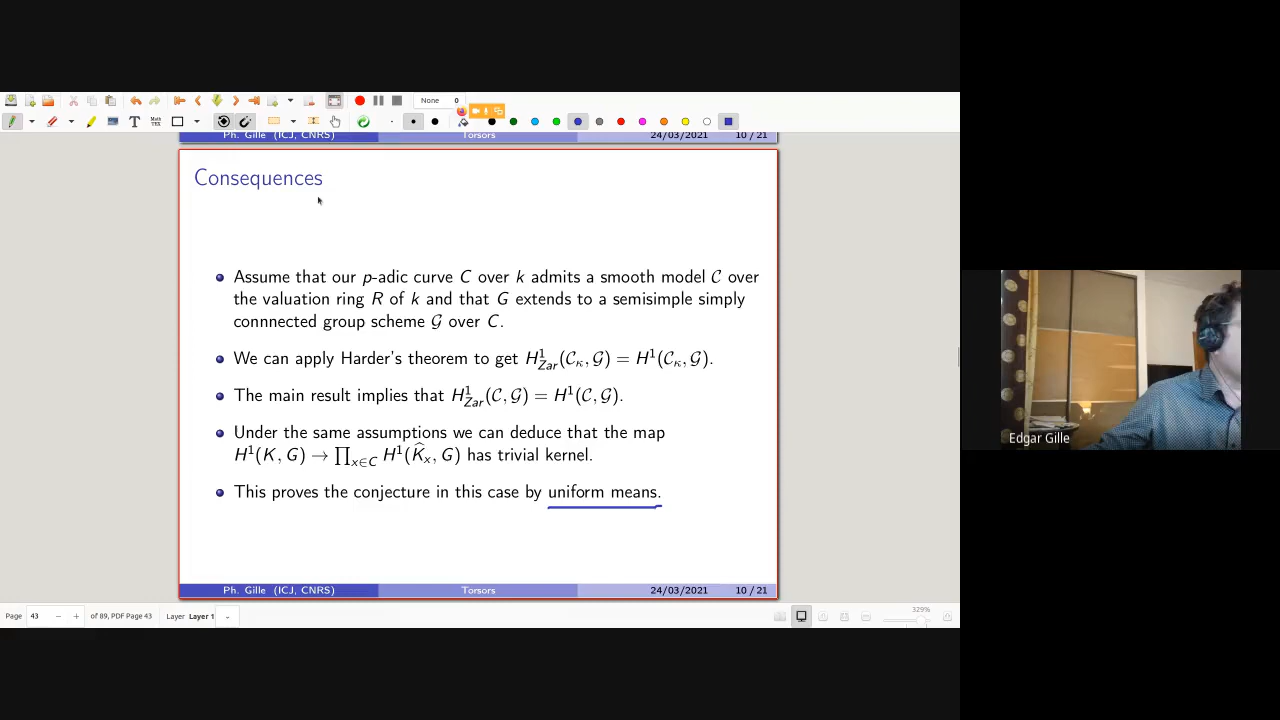 None 0
T Math TEX
Ph. Gille (ICJ, CNRS) Torsors 24/03/2021 10 / 21
Consequences
Assume that our p-adic curve C over k admits a smooth model 𝒞 over
the valuation ring R of k and that G extends to a semisimple simply
connnected group scheme 𝒢 over C.
We can apply Harder's theorem to get H¹_Zar(𝒞_κ, 𝒢) = H¹(𝒞_κ, 𝒢).
The main result implies that H¹_Zar(𝒞, 𝒢) = H¹(𝒞, 𝒢).
Under the same assumptions we can deduce that the map
H¹(K, G) → ∏_{x∈C} H¹(K̂_x, G) has trivial kernel.
This proves the conjecture in this case by uniform means.
Ph. Gille (ICJ, CNRS) Torsors 24/03/2021 10 / 21
Page 43 − + of 89, PDF Page 43 Layer Layer 1 329%
Edgar Gille